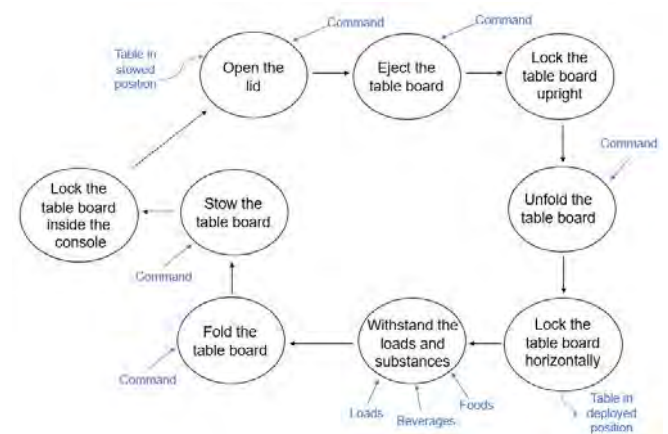 Command
Command
Table in
stowed
position
Open the
lid
Eject the
table board
Lock the
table board
upright
Command
Unfold the
table board
Lock the
table board
inside the
console
Stow the
table board
Command
Fold the
table board
Command
Withstand the
loads and
substances
Lock the
table board
horizontally
Loads
Beverages
Foods
Table in
deployed
position